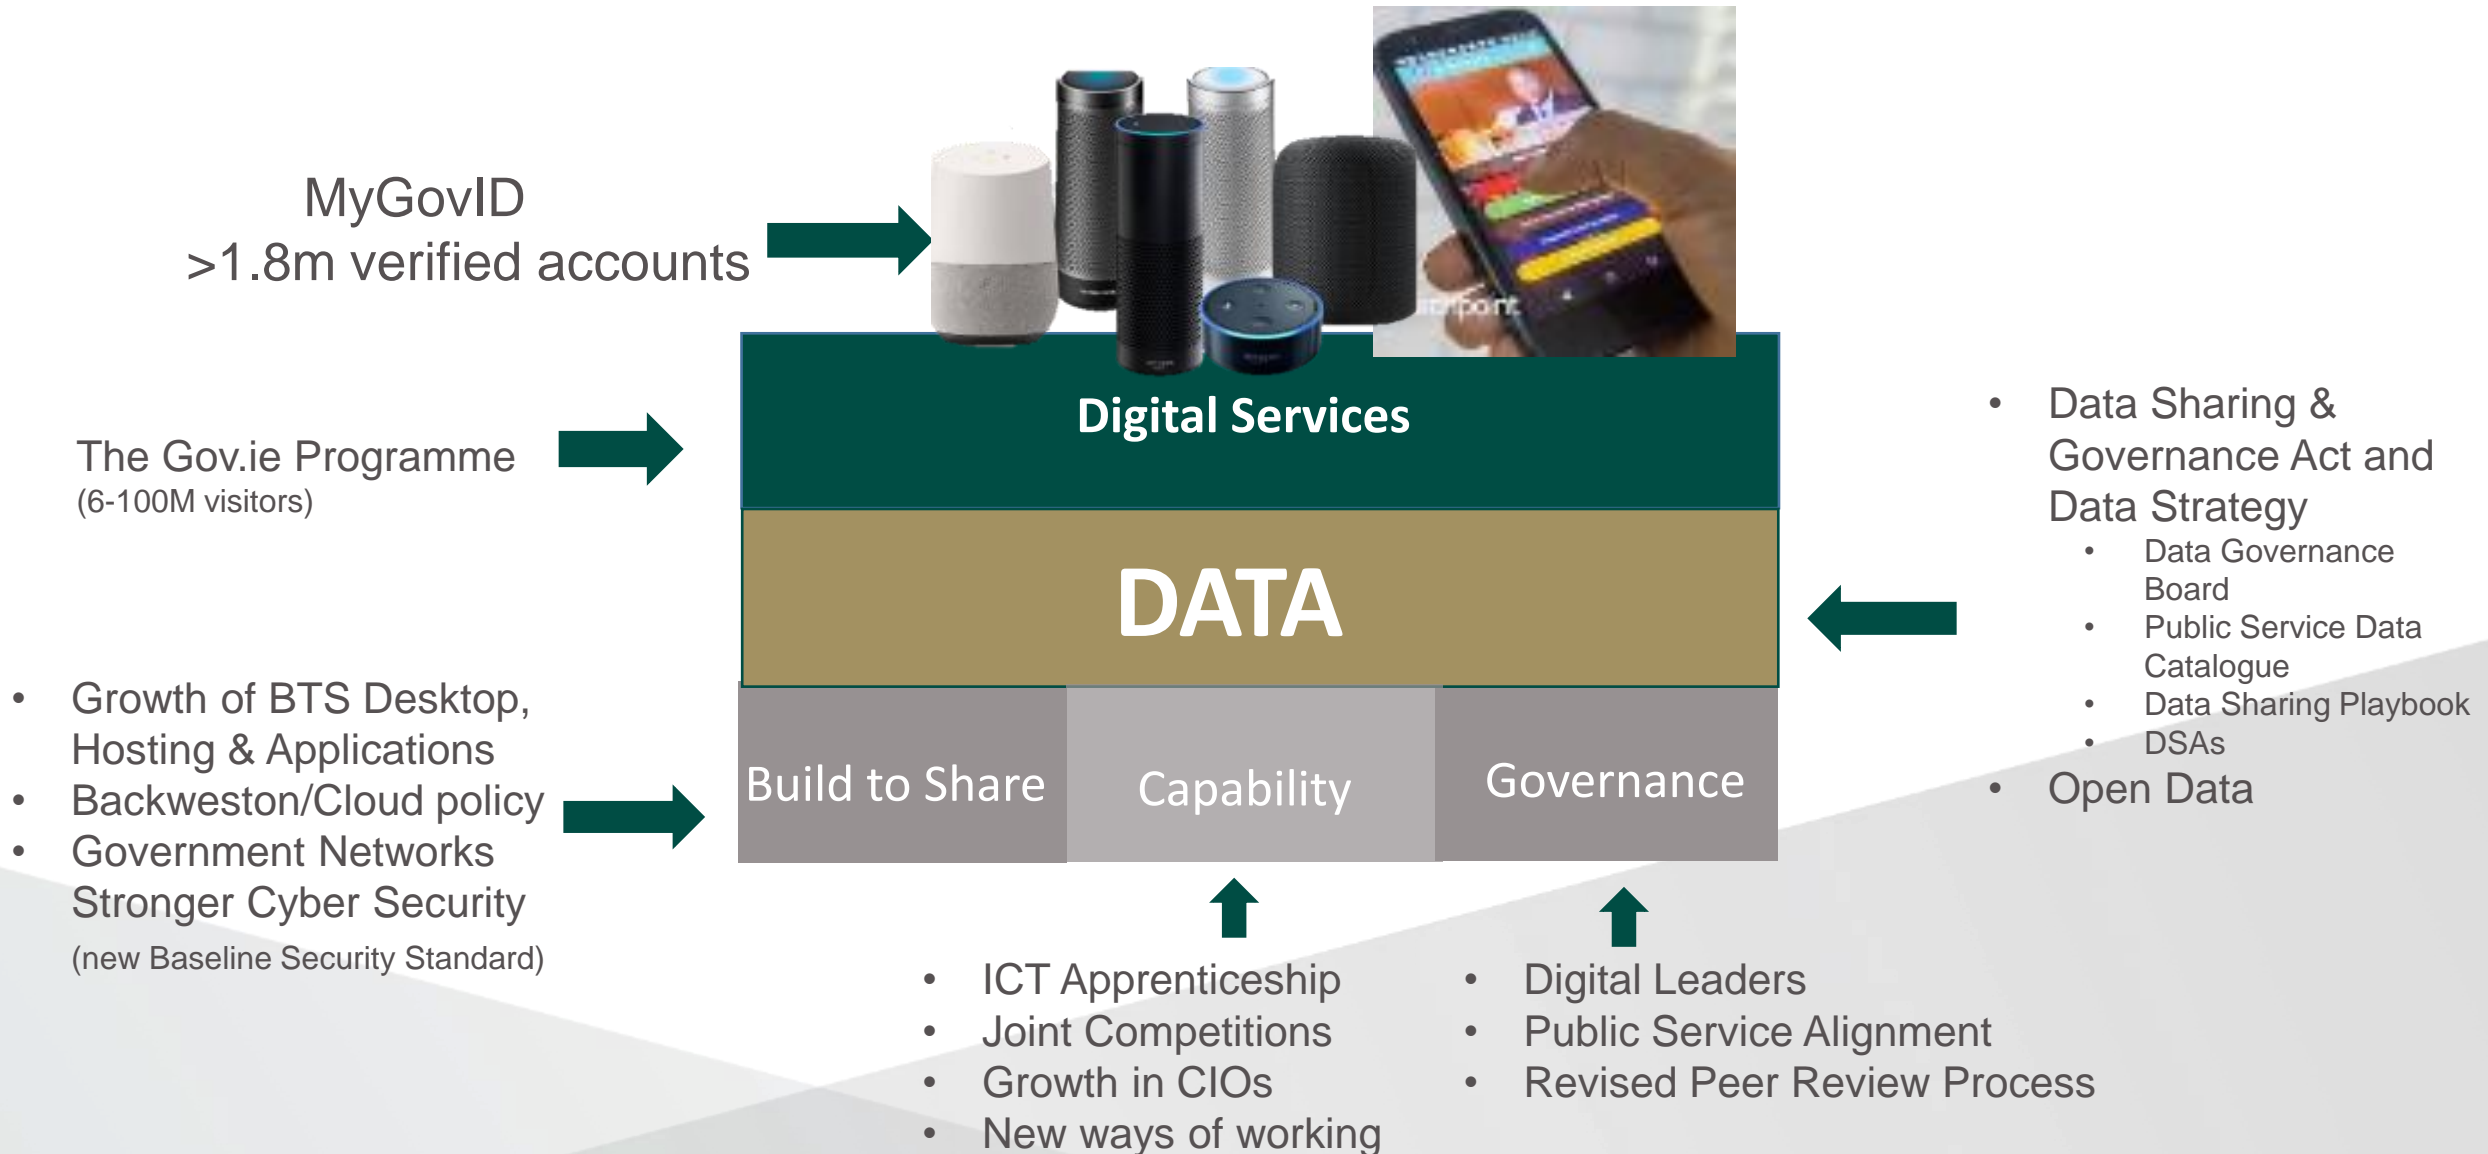 MyGovID
>1.8m verified accounts
The Gov.ie Programme
(6-100M visitors)
Digital Services
DATA
Build to Share
Capability
Governance
• Data Sharing &
Governance Act and
Data Strategy
• Data Governance
Board
• Public Service Data
Catalogue
• Data Sharing Playbook
• DSAs
• Open Data
• Growth of BTS Desktop,
Hosting & Applications
• Backweston/Cloud policy
• Government Networks
Stronger Cyber Security
(new Baseline Security Standard)
• ICT Apprenticeship
• Joint Competitions
• Growth in CIOs
• New ways of working
• Digital Leaders
• Public Service Alignment
• Revised Peer Review Process